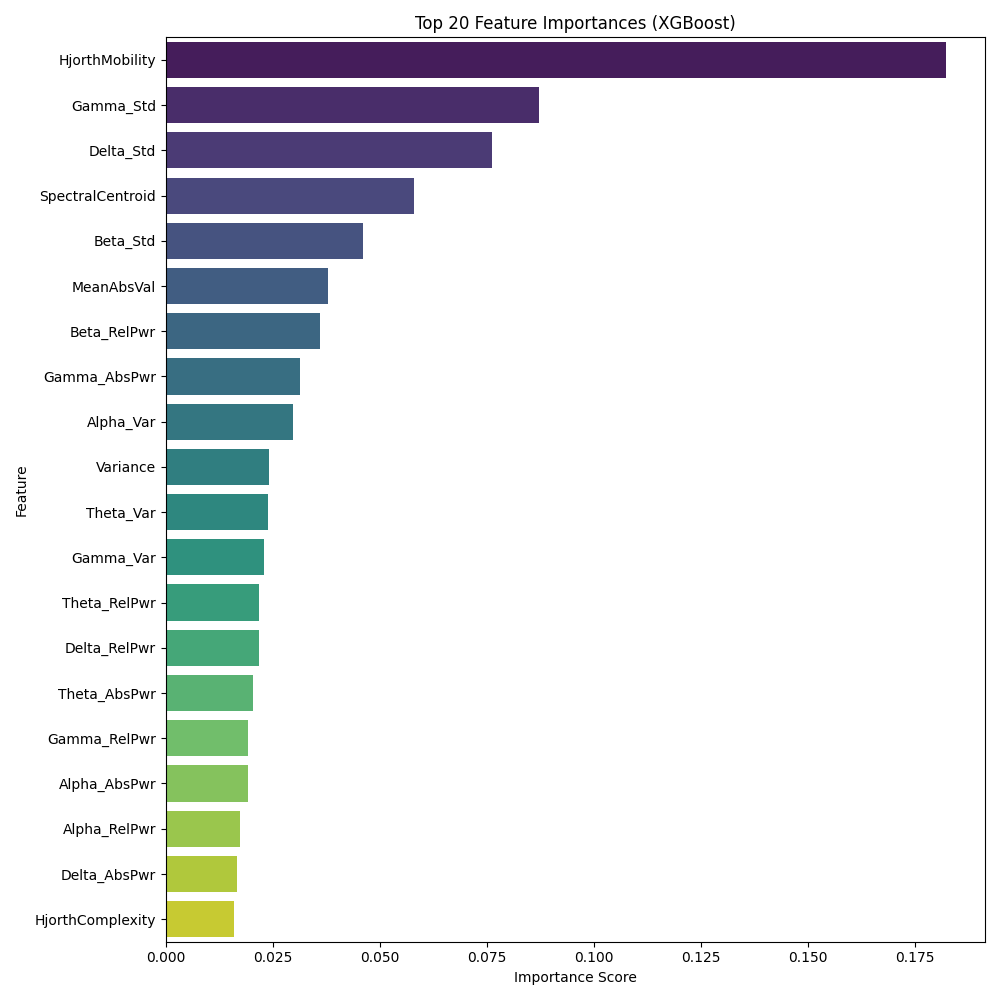 Top 20 Feature Importances (XGBoost)
HjorthMobility
Gamma_Std
Delta_Std
SpectralCentroid
Beta_Std
MeanAbsVal
Beta_RelPwr
Gamma_AbsPwr
Alpha_Var
Variance
Theta_Var
Gamma_Var
Theta_RelPwr
Delta_RelPwr
Theta_AbsPwr
Gamma_RelPwr
Alpha_AbsPwr
Alpha_RelPwr
Delta_AbsPwr
HjorthComplexity
Feature
0.000 0.025 0.050 0.075 0.100 0.125 0.150 0.175
Importance Score